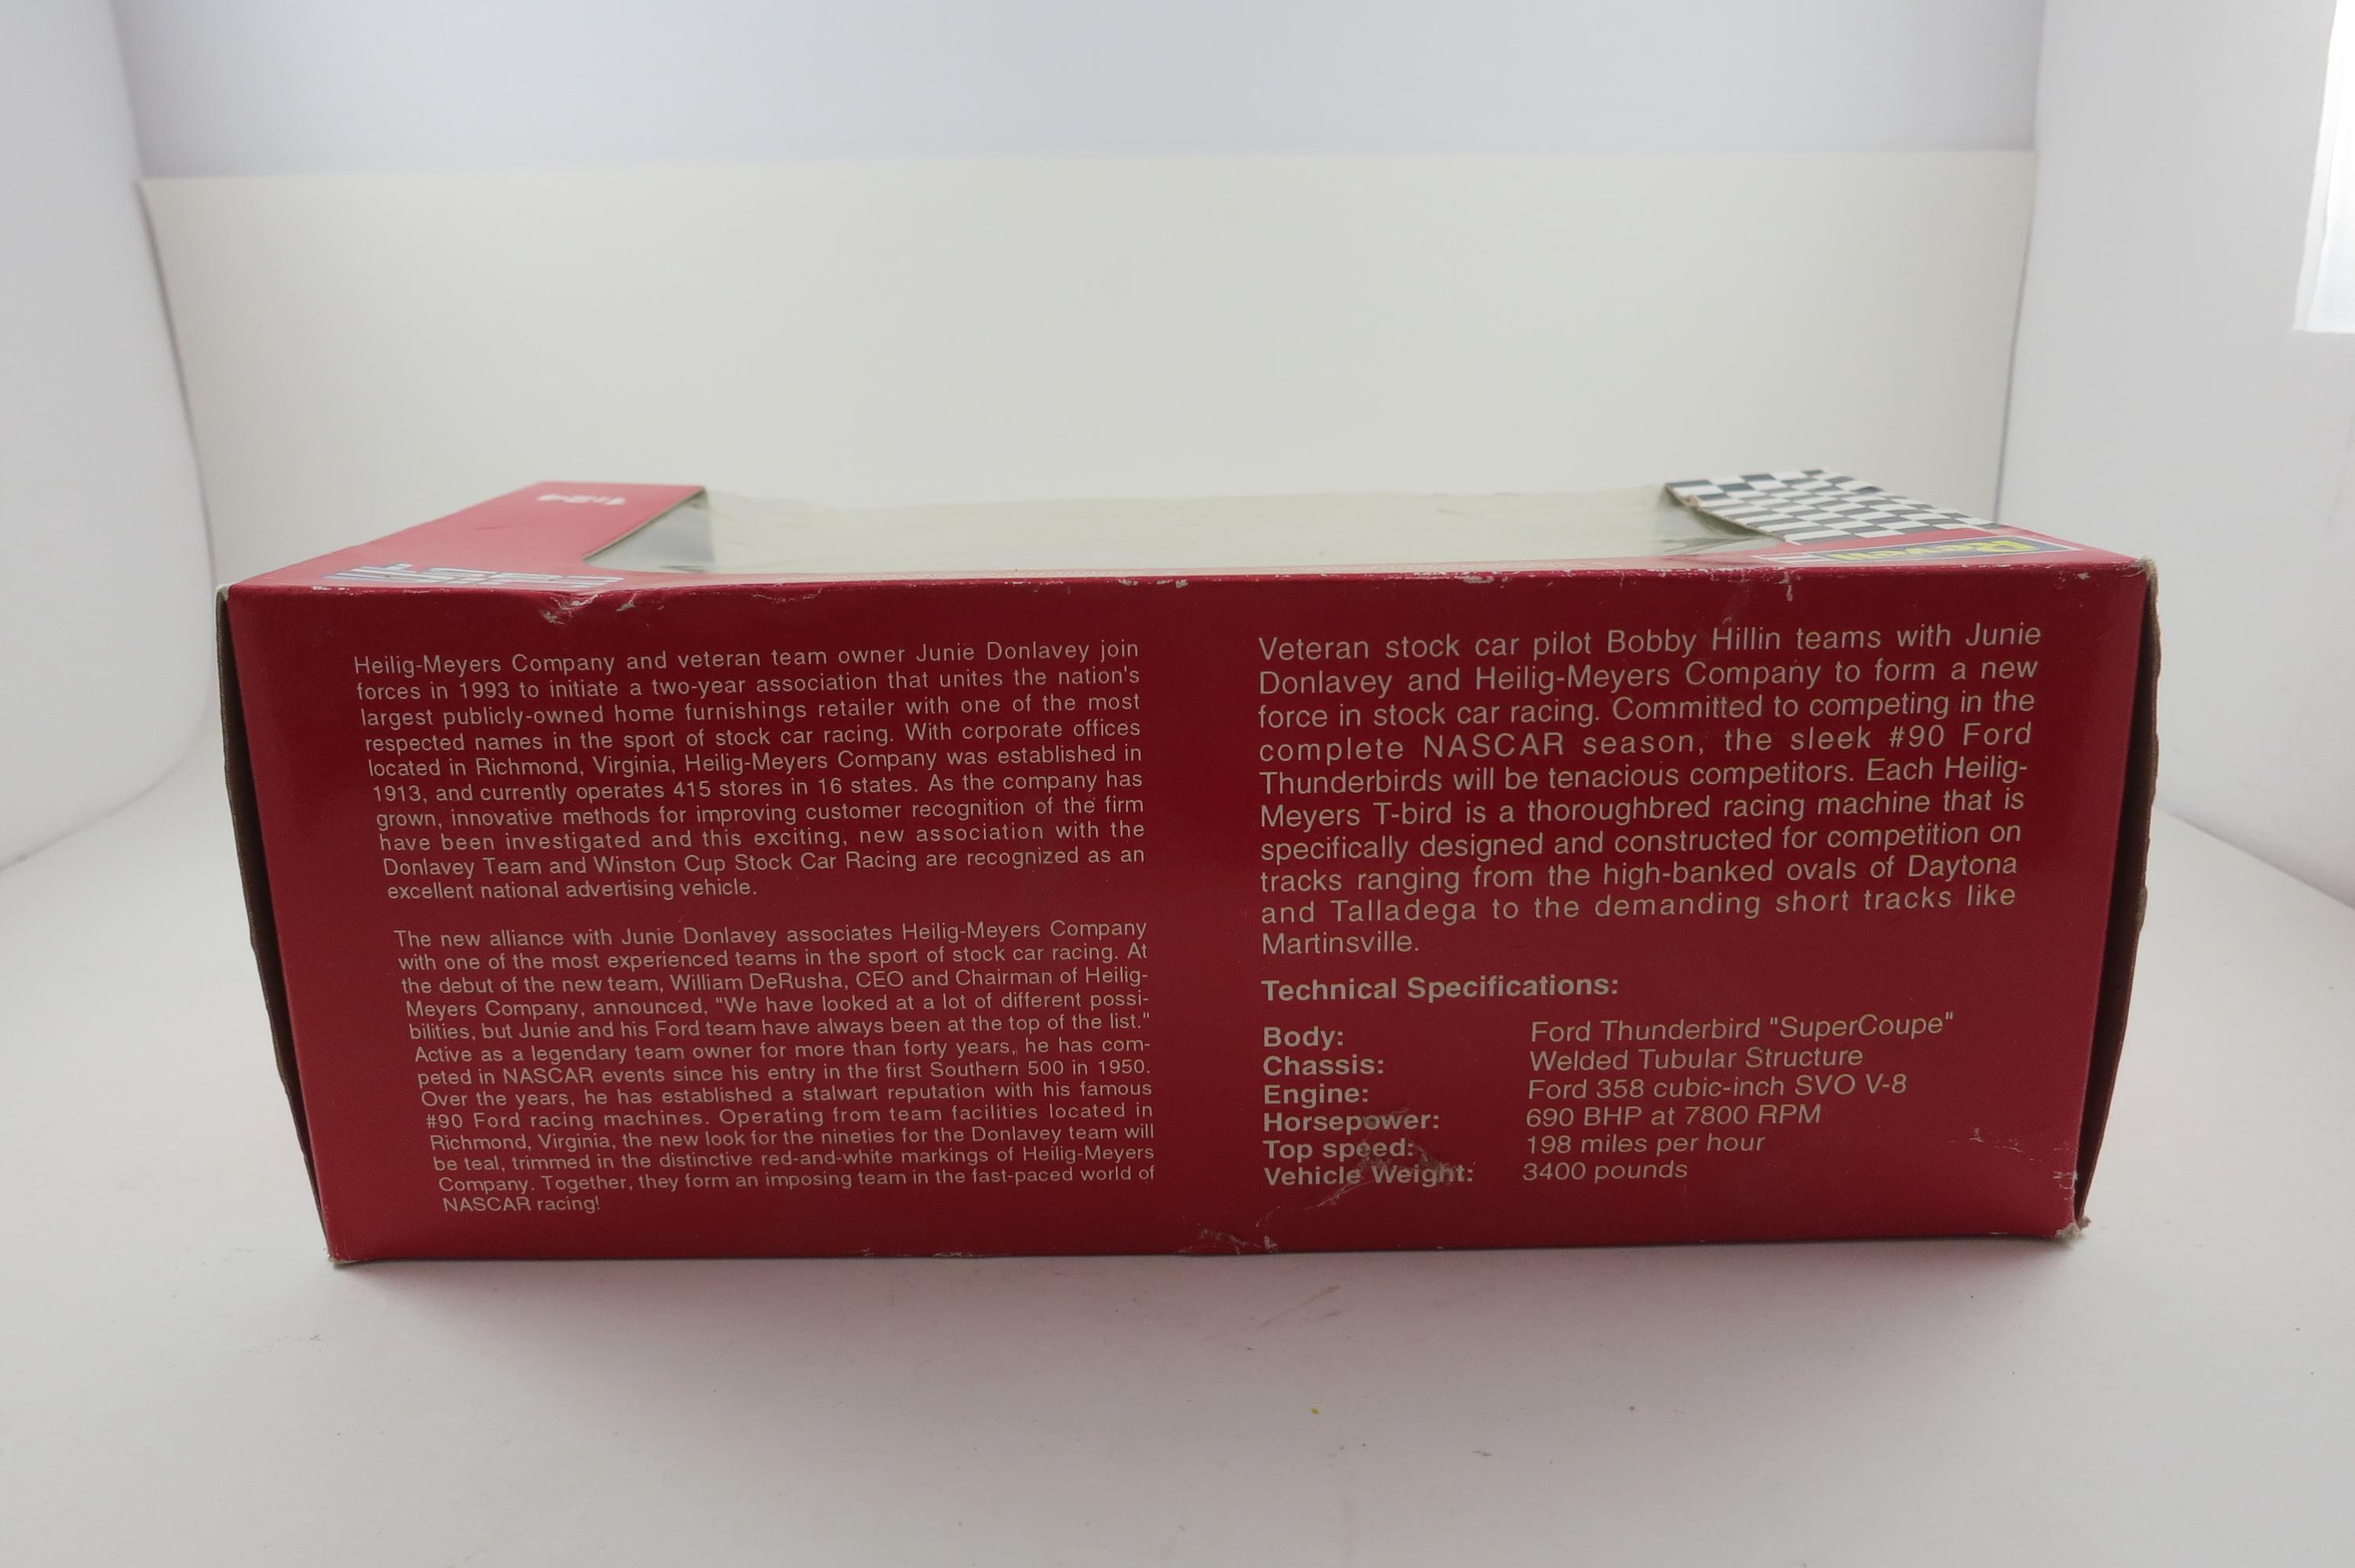 1:24
Revell
Heilig-Meyers Company and veteran team owner Junie Donlavey join
forces in 1993 to initiate a two-year association that unites the nation's
largest publicly-owned home furnishings retailer with one of the most
respected names in the sport of stock car racing. With corporate offices
located in Richmond, Virginia, Heilig-Meyers Company was established in
1913, and currently operates 415 stores in 16 states. As the company has
grown, innovative methods for improving customer recognition of the firm
have been investigated and this exciting, new association with the
Donlavey Team and Winston Cup Stock Car Racing are recognized as an
excellent national advertising vehicle.
The new alliance with Junie Donlavey associates Heilig-Meyers Company
with one of the most experienced teams in the sport of stock car racing. At
the debut of the new team, William DeRusha, CEO and Chairman of Heilig-
Meyers Company, announced, "We have looked at a lot of different possi-
bilities, but Junie and his Ford team have always been at the top of the list."
Active as a legendary team owner for more than forty years, he has com-
peted in NASCAR events since his entry in the first Southern 500 in 1950.
Over the years, he has established a stalwart reputation with his famous
#90 Ford racing machines. Operating from team facilities located in
Richmond, Virginia, the new look for the nineties for the Donlavey team will
be teal, trimmed in the distinctive red-and-white markings of Heilig-Meyers
Company. Together, they form an imposing team in the fast-paced world of
NASCAR racing!
Veteran stock car pilot Bobby Hillin teams with Junie
Donlavey and Heilig-Meyers Company to form a new
force in stock car racing. Committed to competing in the
complete NASCAR season, the sleek #90 Ford
Thunderbirds will be tenacious competitors. Each Heilig-
Meyers T-bird is a thoroughbred racing machine that is
specifically designed and constructed for competition on
tracks ranging from the high-banked ovals of Daytona
and Talladega to the demanding short tracks like
Martinsville.
Technical Specifications:
Body: Ford Thunderbird "SuperCoupe"
Chassis: Welded Tubular Structure
Engine: Ford 358 cubic-inch SVO V-8
Horsepower: 690 BHP at 7800 RPM
Top speed: 198 miles per hour
Vehicle Weight: 3400 pounds